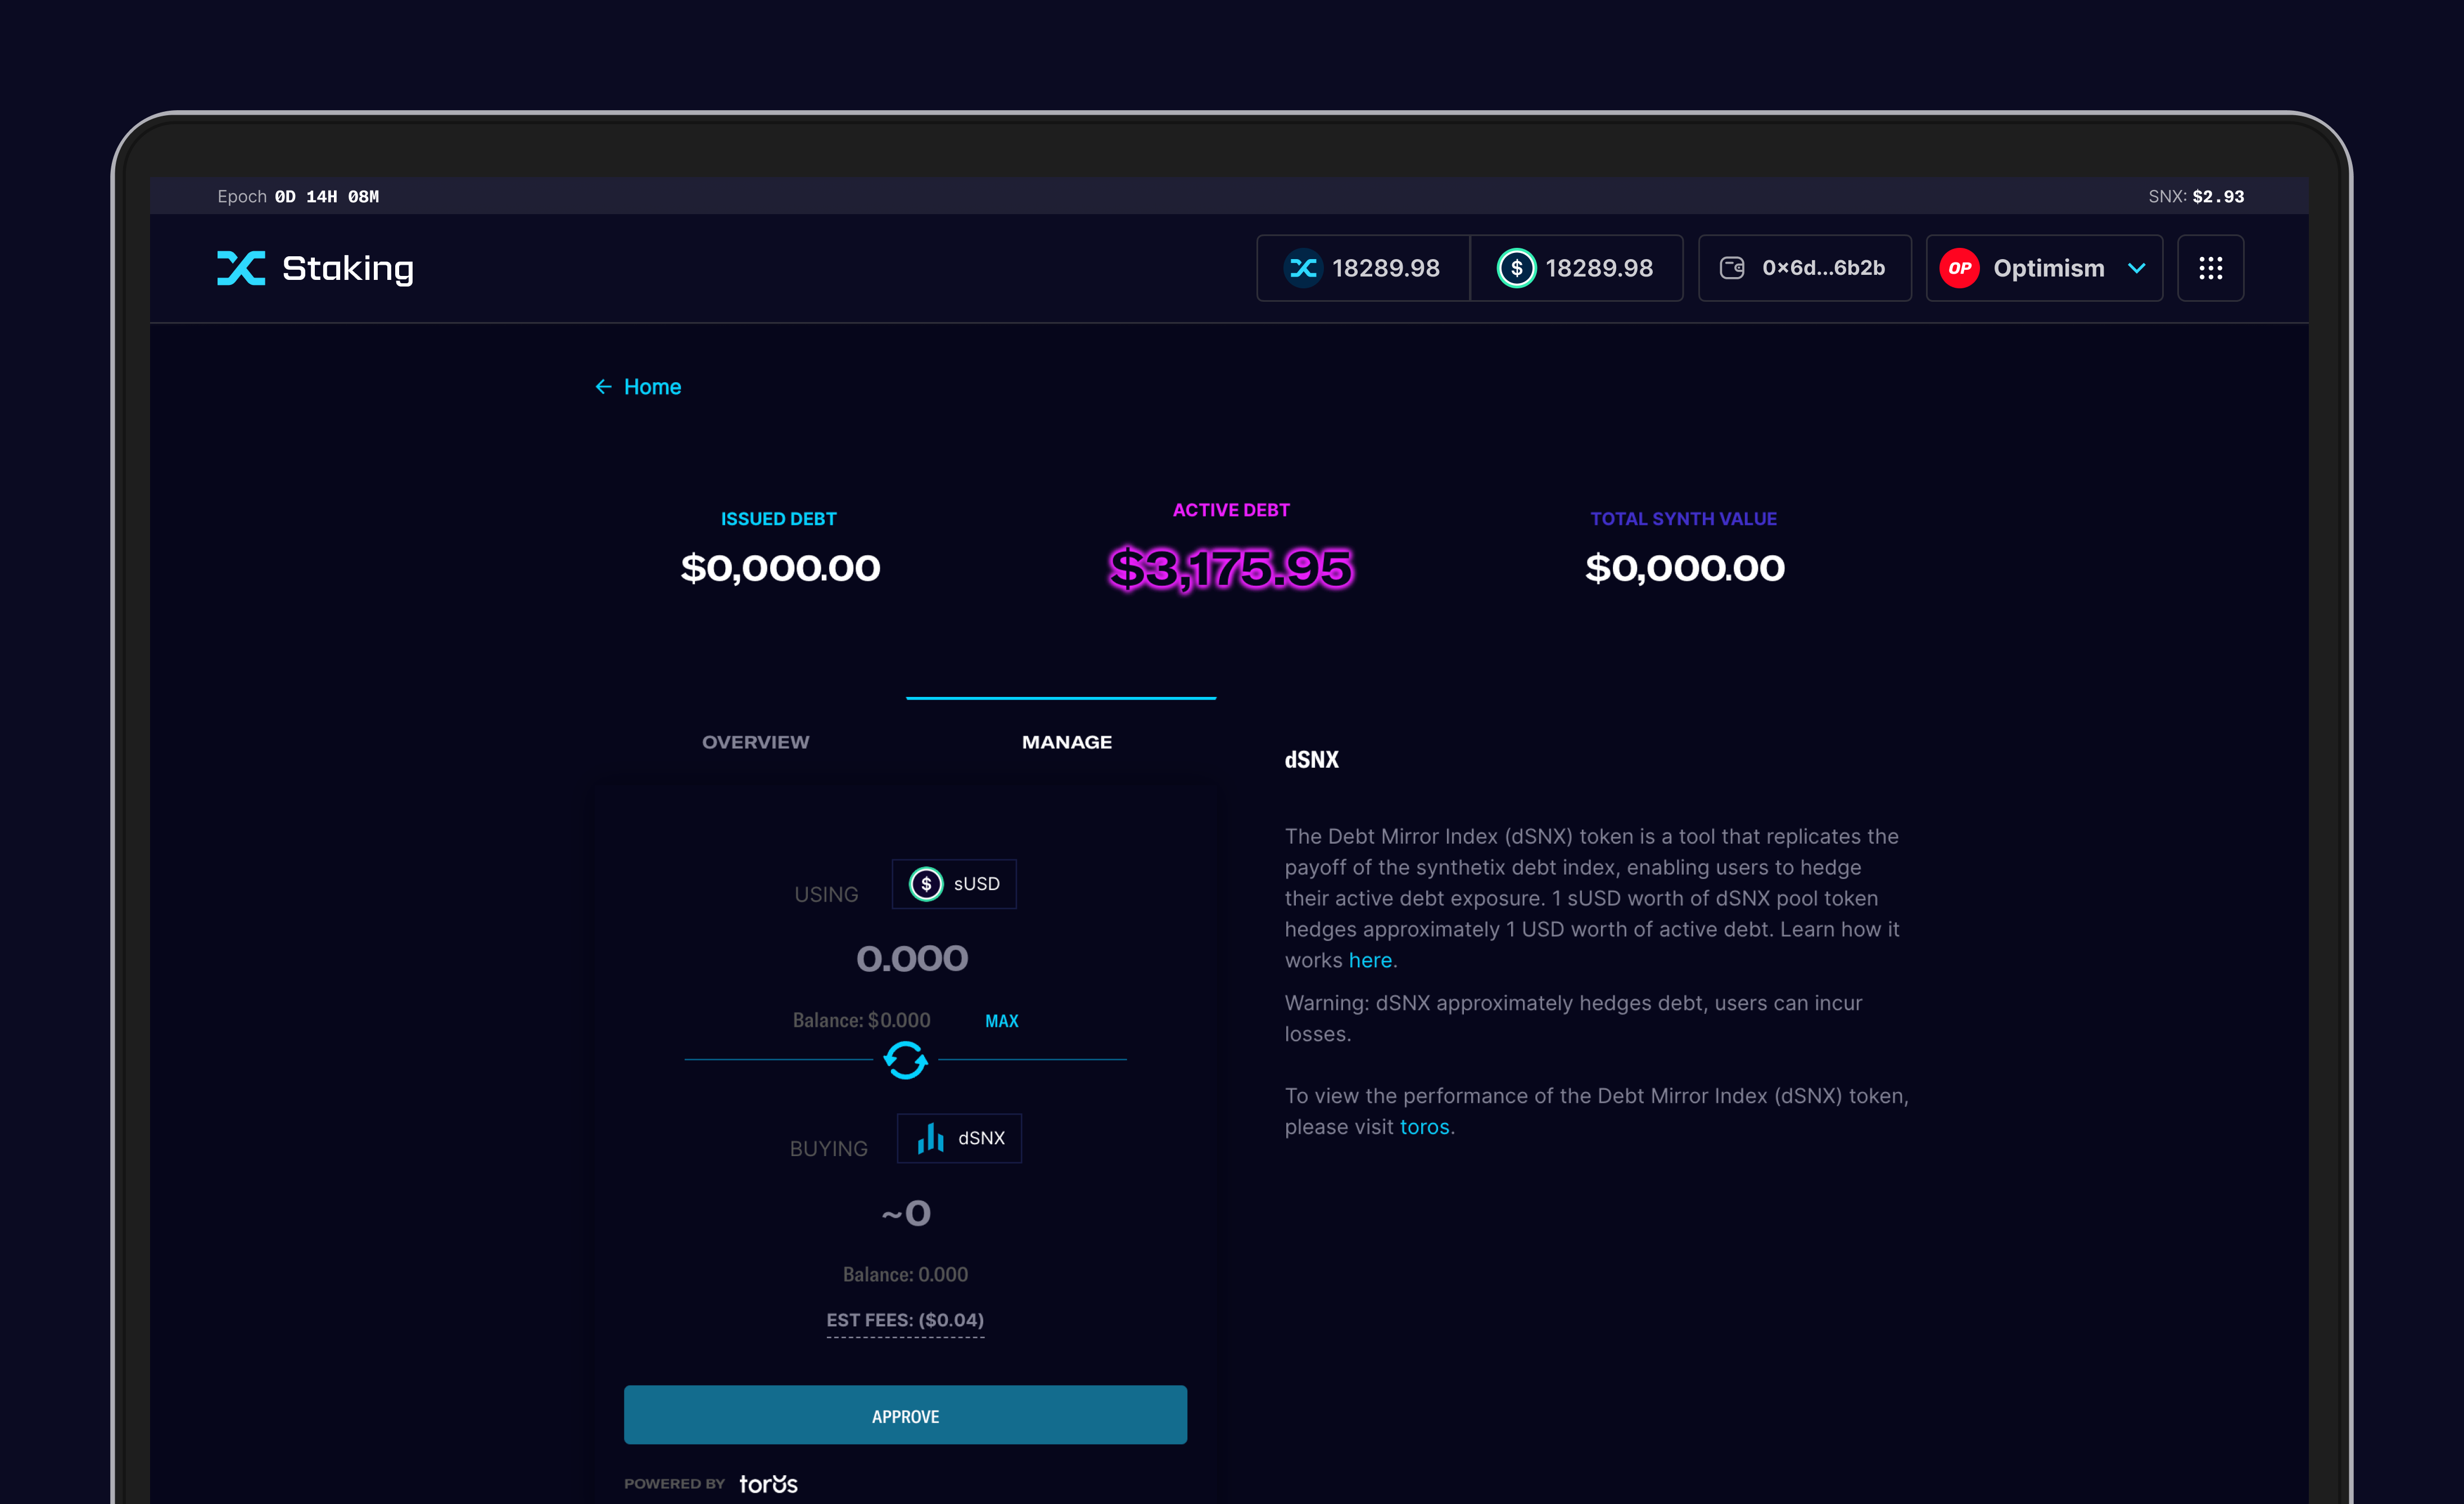 Epoch 0D 14H 08M
SNX: $2.93
Staking
18289.98
$ 18289.98
0×6d...6b2b
OP Optimism
← Home
ISSUED DEBT
$0,000.00
ACTIVE DEBT
$3,175.95
TOTAL SYNTH VALUE
$0,000.00
OVERVIEW
MANAGE
USING
$ sUSD
0.000
Balance: $0.000
MAX
BUYING
dSNX
~0
Balance: 0.000
EST FEES: ($0.04)
APPROVE
POWERED BY toros
dSNX
The Debt Mirror Index (dSNX) token is a tool that replicates the
payoff of the synthetix debt index, enabling users to hedge
their active debt exposure. 1 sUSD worth of dSNX pool token
hedges approximately 1 USD worth of active debt. Learn how it
works here.
Warning: dSNX approximately hedges debt, users can incur
losses.
To view the performance of the Debt Mirror Index (dSNX) token,
please visit toros.